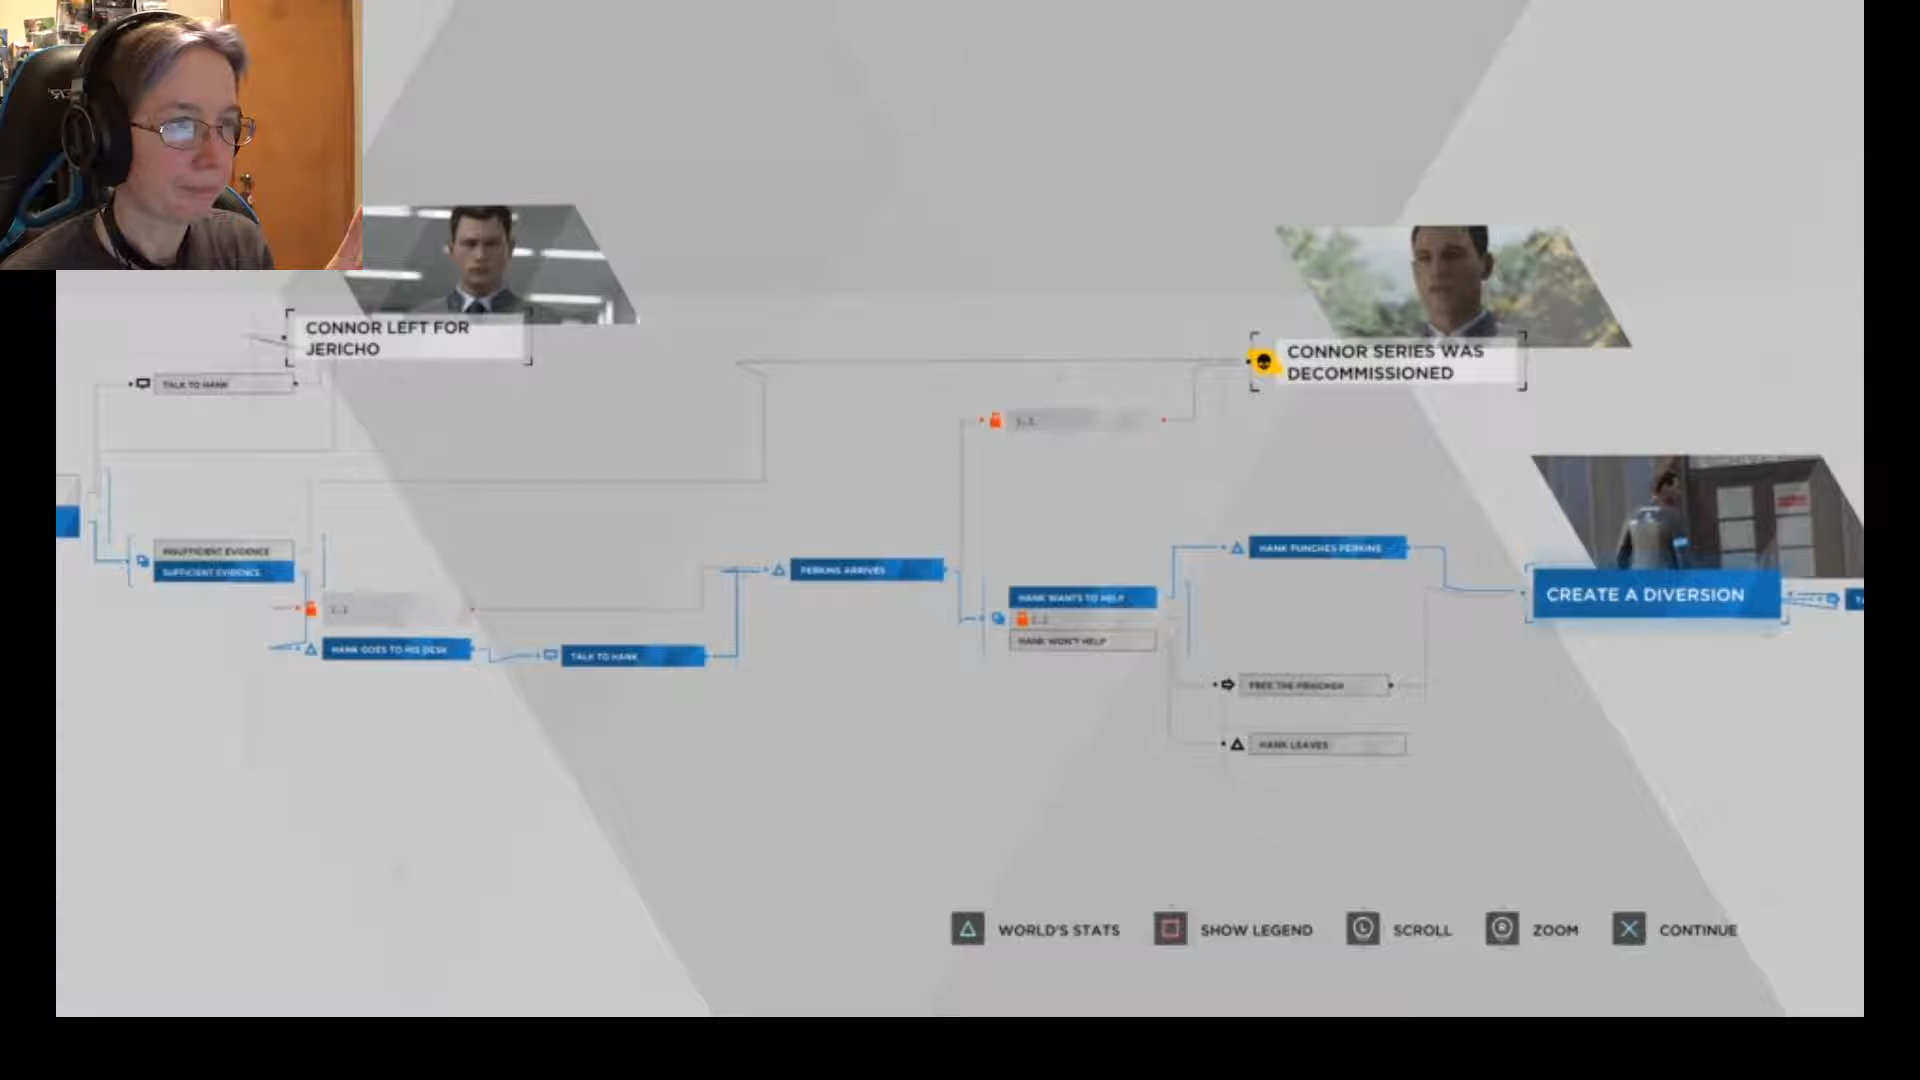 CONNOR LEFT FOR
JERICHO
TALK TO HANK
CONNOR SERIES WAS
DECOMMISSIONED
INSUFFICIENT EVIDENCE
SUFFICIENT EVIDENCE
HANK GOES TO HIS DESK
TALK TO HANK
PERKINS ARRIVES
HANK WANTS TO HELP
HANK WON'T HELP
HANK PUNCHES PERKINS
FREE THE PRISONER
HANK LEAVES
CREATE A DIVERSION
WORLD'S STATS
SHOW LEGEND
SCROLL
ZOOM
CONTINUE